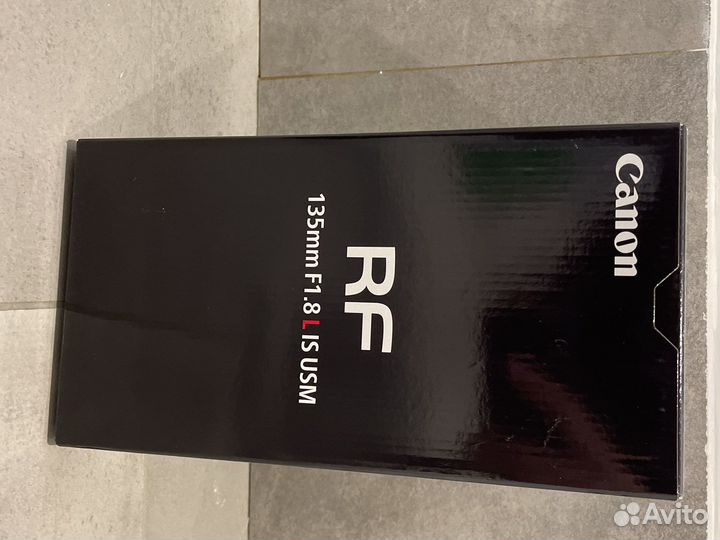 Canon
RF
135mm F1.8 L IS USM
Avito